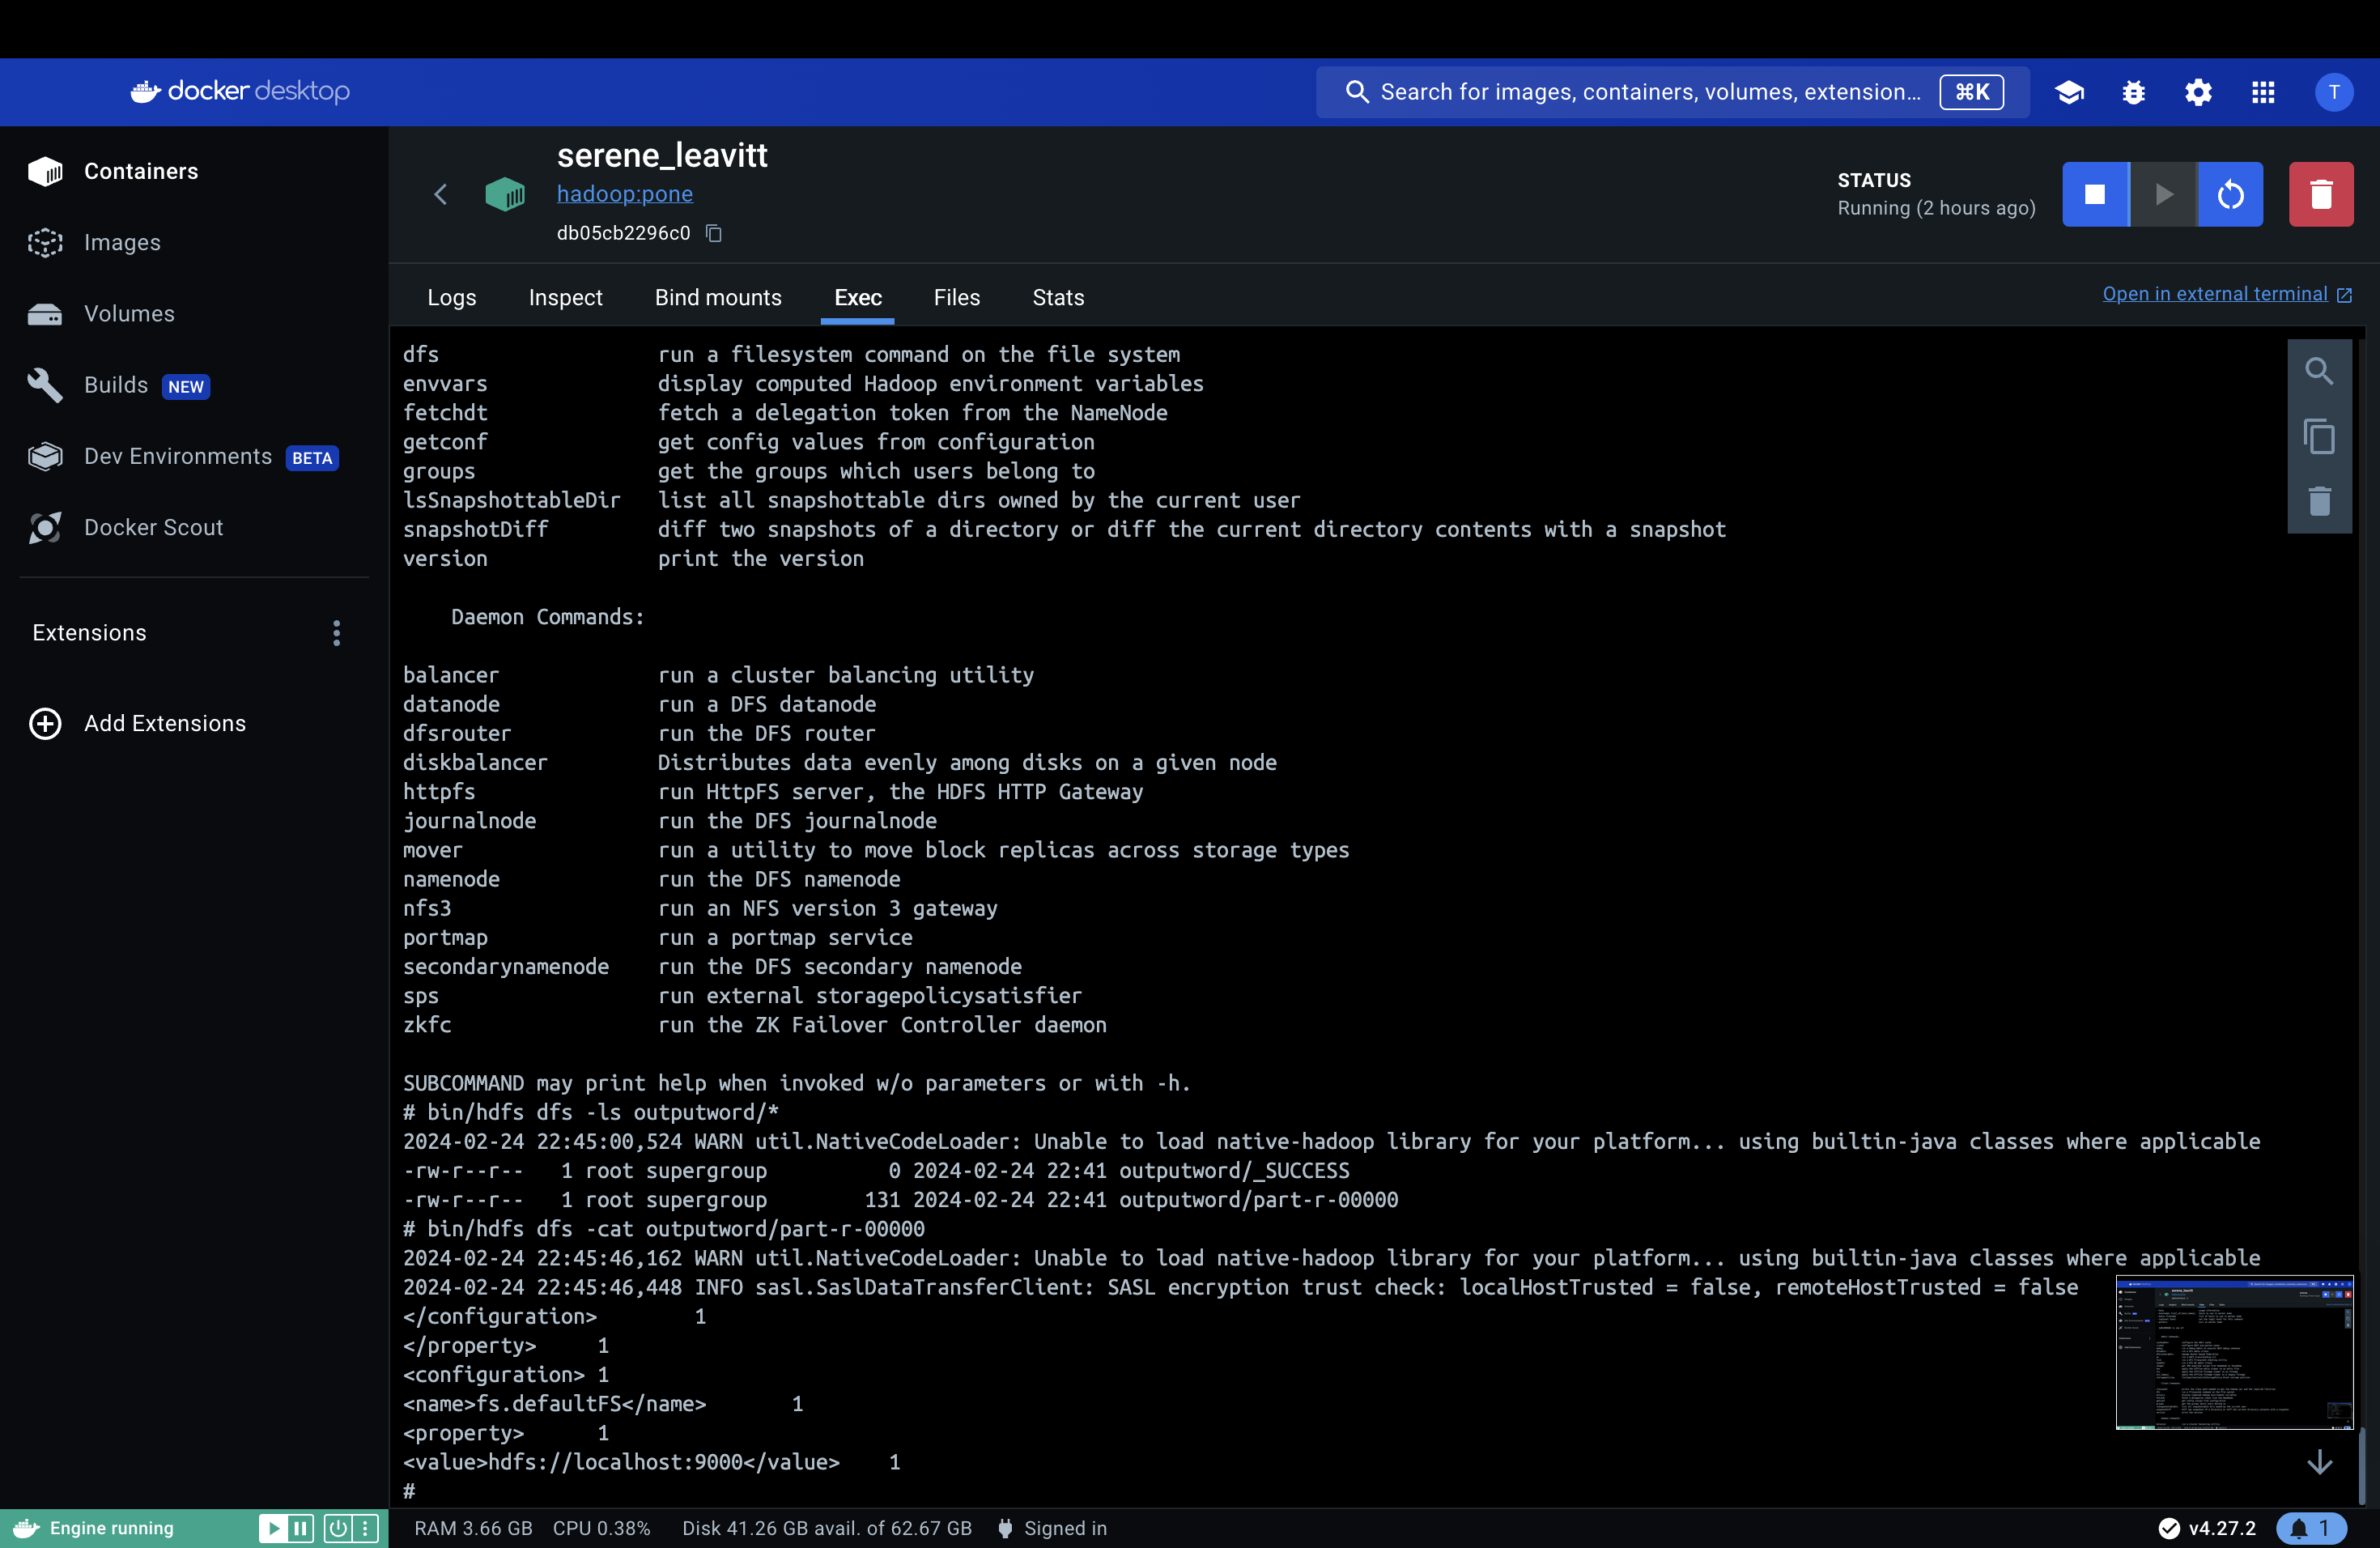 docker desktop
Search for images, containers, volumes, extension... ⌘K
T
Containers
Images
Volumes
Builds NEW
Dev Environments BETA
Docker Scout
Extensions
Add Extensions
serene_leavitt
hadoop:pone
db05cb2296c0
STATUS
Running (2 hours ago)
Logs Inspect Bind mounts Exec Files Stats
Open in external terminal
dfs run a filesystem command on the file system
envvars display computed Hadoop environment variables
fetchdt fetch a delegation token from the NameNode
getconf get config values from configuration
groups get the groups which users belong to
lsSnapshottableDir list all snapshottable dirs owned by the current user
snapshotDiff diff two snapshots of a directory or diff the current directory contents with a snapshot
version print the version
Daemon Commands:
balancer run a cluster balancing utility
datanode run a DFS datanode
dfsrouter run the DFS router
diskbalancer Distributes data evenly among disks on a given node
httpfs run HttpFS server, the HDFS HTTP Gateway
journalnode run the DFS journalnode
mover run a utility to move block replicas across storage types
namenode run the DFS namenode
nfs3 run an NFS version 3 gateway
portmap run a portmap service
secondarynamenode run the DFS secondary namenode
sps run external storagepolicysatisfier
zkfc run the ZK Failover Controller daemon
SUBCOMMAND may print help when invoked w/o parameters or with -h.
# bin/hdfs dfs -ls outputword/*
2024-02-24 22:45:00,524 WARN util.NativeCodeLoader: Unable to load native-hadoop library for your platform... using builtin-java classes where applicable
-rw-r--r-- 1 root supergroup 0 2024-02-24 22:41 outputword/_SUCCESS
-rw-r--r-- 1 root supergroup 131 2024-02-24 22:41 outputword/part-r-00000
# bin/hdfs dfs -cat outputword/part-r-00000
2024-02-24 22:45:46,162 WARN util.NativeCodeLoader: Unable to load native-hadoop library for your platform... using builtin-java classes where applicable
2024-02-24 22:45:46,448 INFO sasl.SaslDataTransferClient: SASL encryption trust check: localHostTrusted = false, remoteHostTrusted = false
</configuration> 1
</property> 1
<configuration> 1
<name>fs.defaultFS</name> 1
<property> 1
<value>hdfs://localhost:9000</value> 1
#
Engine running
RAM 3.66 GB CPU 0.38% Disk 41.26 GB avail. of 62.67 GB Signed in
v4.27.2
1